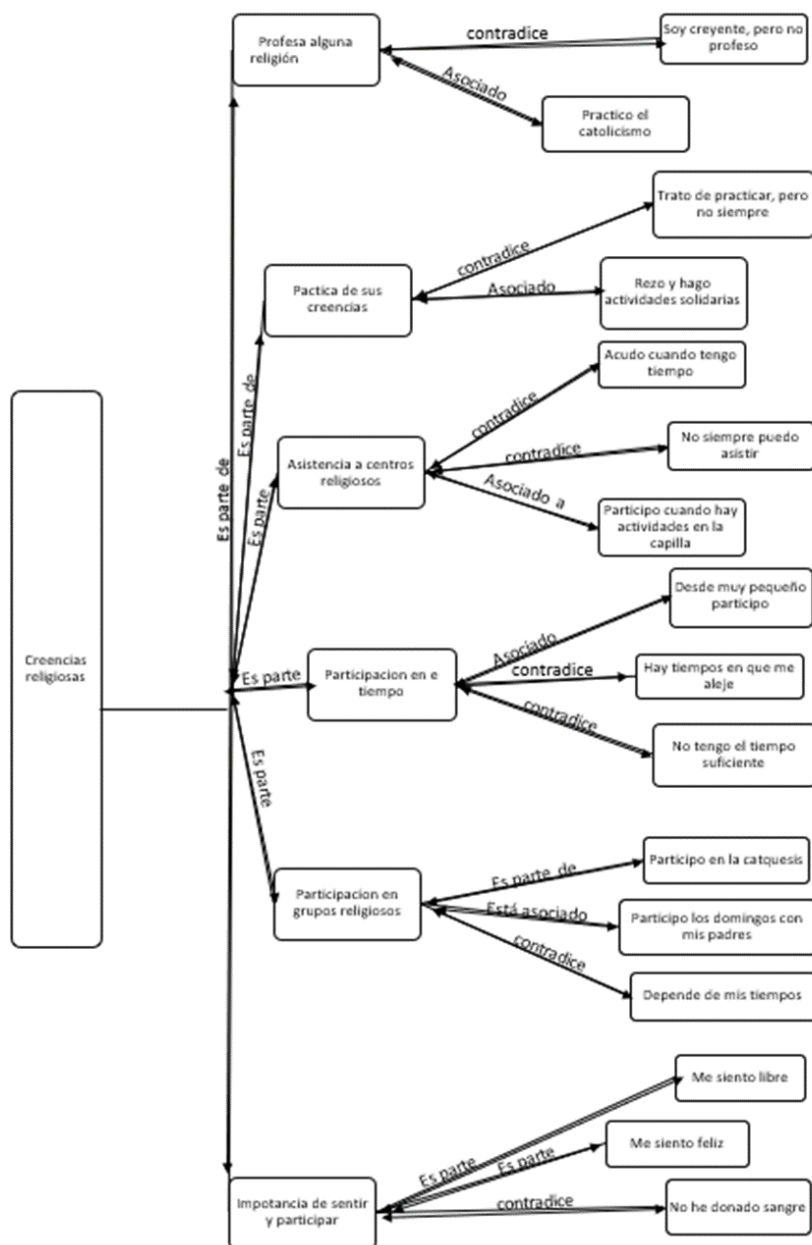 Profesa alguna
religión
contradice
Soy creyente, pero no
profeso
Asociado
Practico el
catolicismo
Es parte de
Trato de practicar, pero
no siempre
contradice
Pactica de sus
creencias
Asociado
Rezo y hago
actividades solidarias
Es parte de
Acudo cuando tengo
tiempo
contradice
Asistencia a centros
religiosos
contradice
No siempre puedo
asistir
Asociado a
Participo cuando hay
actividades en la
capilla
Es parte
Creencias
religiosas
Desde muy pequeño
participo
Asociado
Es parte
Participacion en e
tiempo
contradice
Hay tiempos en que me
aleje
contradice
No tengo el tiempo
suficiente
Es parte
Participacion en
grupos religiosos
Es parte de
Participo en la catquesis
Está asociado
Participo los domingos con
mis padres
contradice
Depende de mis tiempos
Me siento libre
Es parte
Me siento feliz
Es parte
Impotancia de sentir
y participar
contradice
No he donado sangre